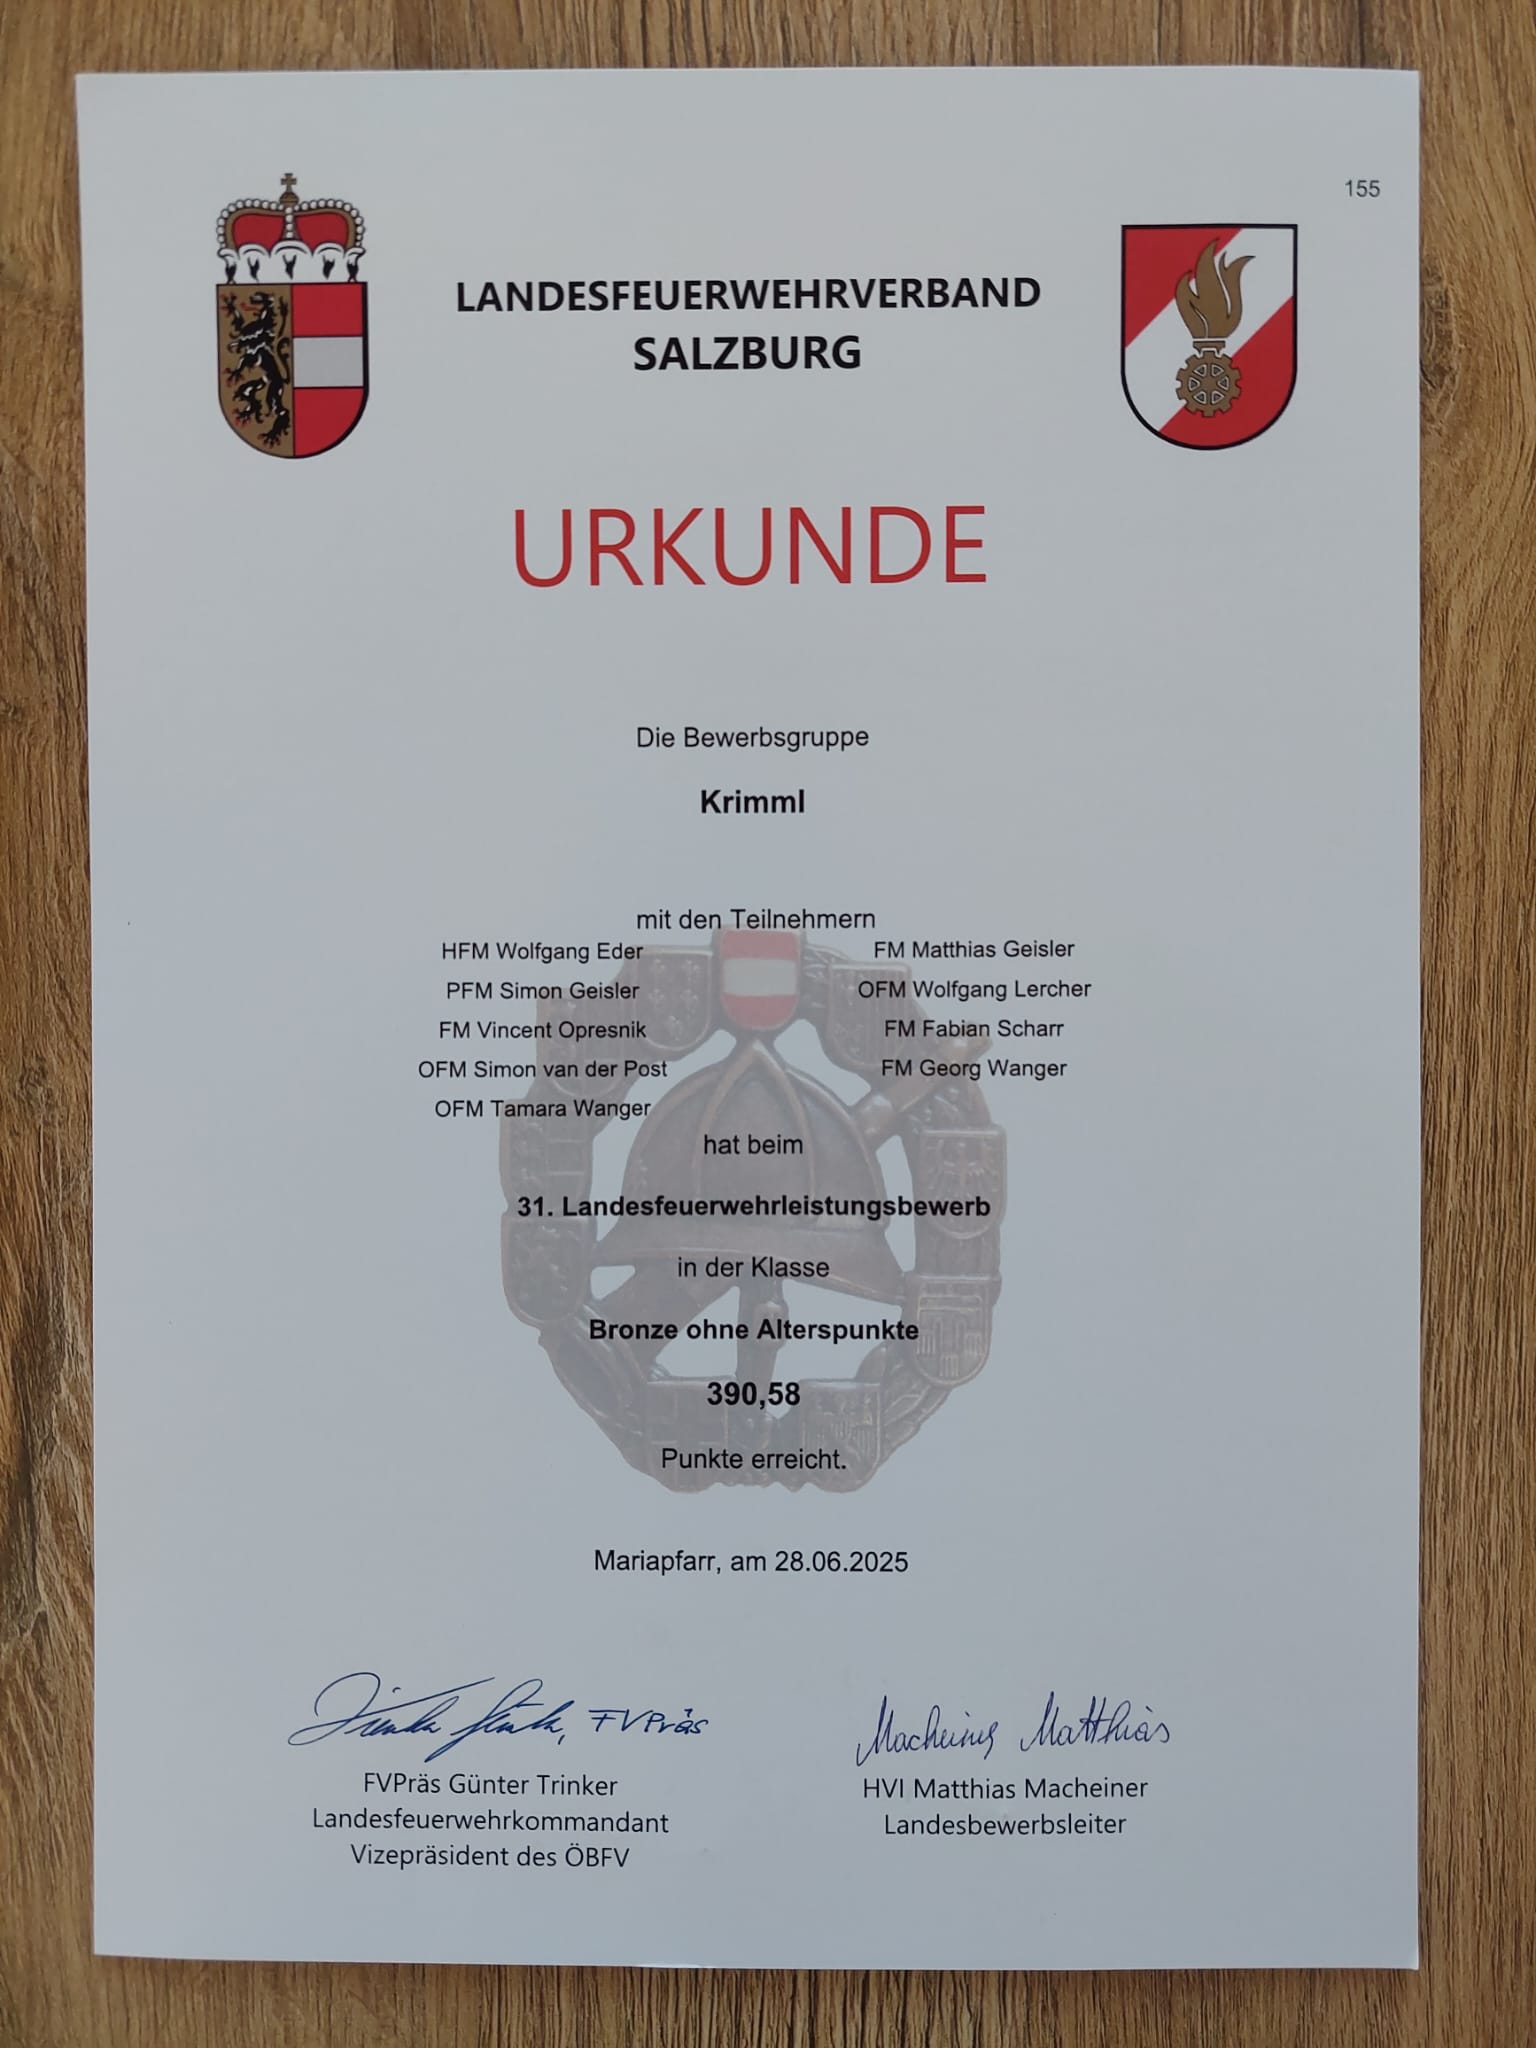 155
LANDESFEUERWEHRVERBAND
SALZBURG
URKUNDE
Die Bewerbsgruppe
Krimml
mit den Teilnehmern
HFM Wolfgang Eder
FM Matthias Geisler
PFM Simon Geisler
OFM Wolfgang Lercher
FM Vincent Opresnik
FM Fabian Scharr
OFM Simon van der Post
FM Georg Wanger
OFM Tamara Wanger
hat beim
31. Landesfeuerwehrleistungsbewerb
in der Klasse
Bronze ohne Alterspunkte
390,58
Punkte erreicht.
Mariapfarr, am 28.06.2025
FVPräs
Macheiner Matthias
FVPräs Günter Trinker
Landesfeuerwehrkommandant
Vizepräsident des ÖBFV
HVI Matthias Macheiner
Landesbewerbsleiter